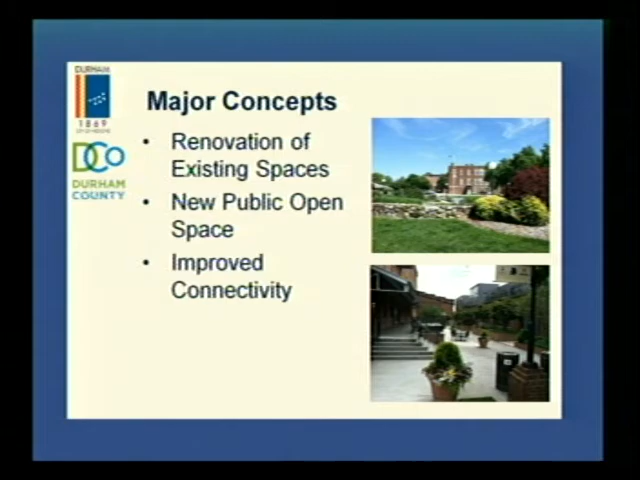 DURHAM
1869
DCO
DURHAM
COUNTY
Major Concepts
• Renovation of
Existing Spaces
• New Public Open
Space
• Improved
Connectivity